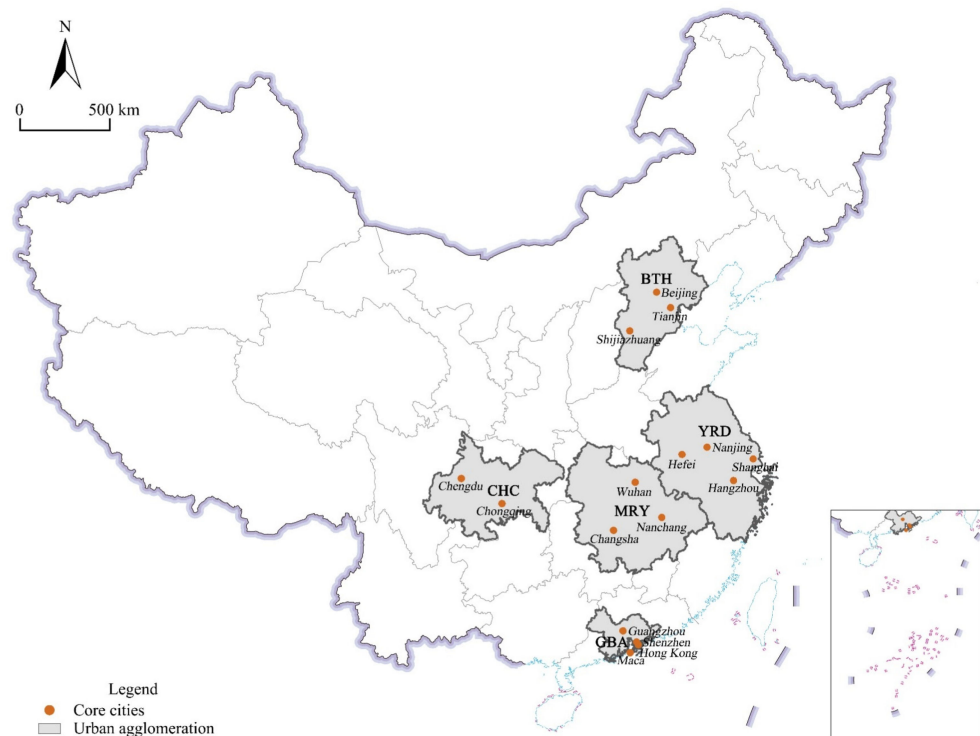 N
0 500 km
BTH
Beijing
Tianjin
Shijiazhuang
YRD
Nanjing
Hefei
Shanghai
Hangzhou
Chengdu
CHC
Chongqing
Wuhan
MRY
Nanchang
Changsha
Guangzhou
GBA
Shenzhen
Hong Kong
Maca
Legend
Core cities
Urban agglomeration